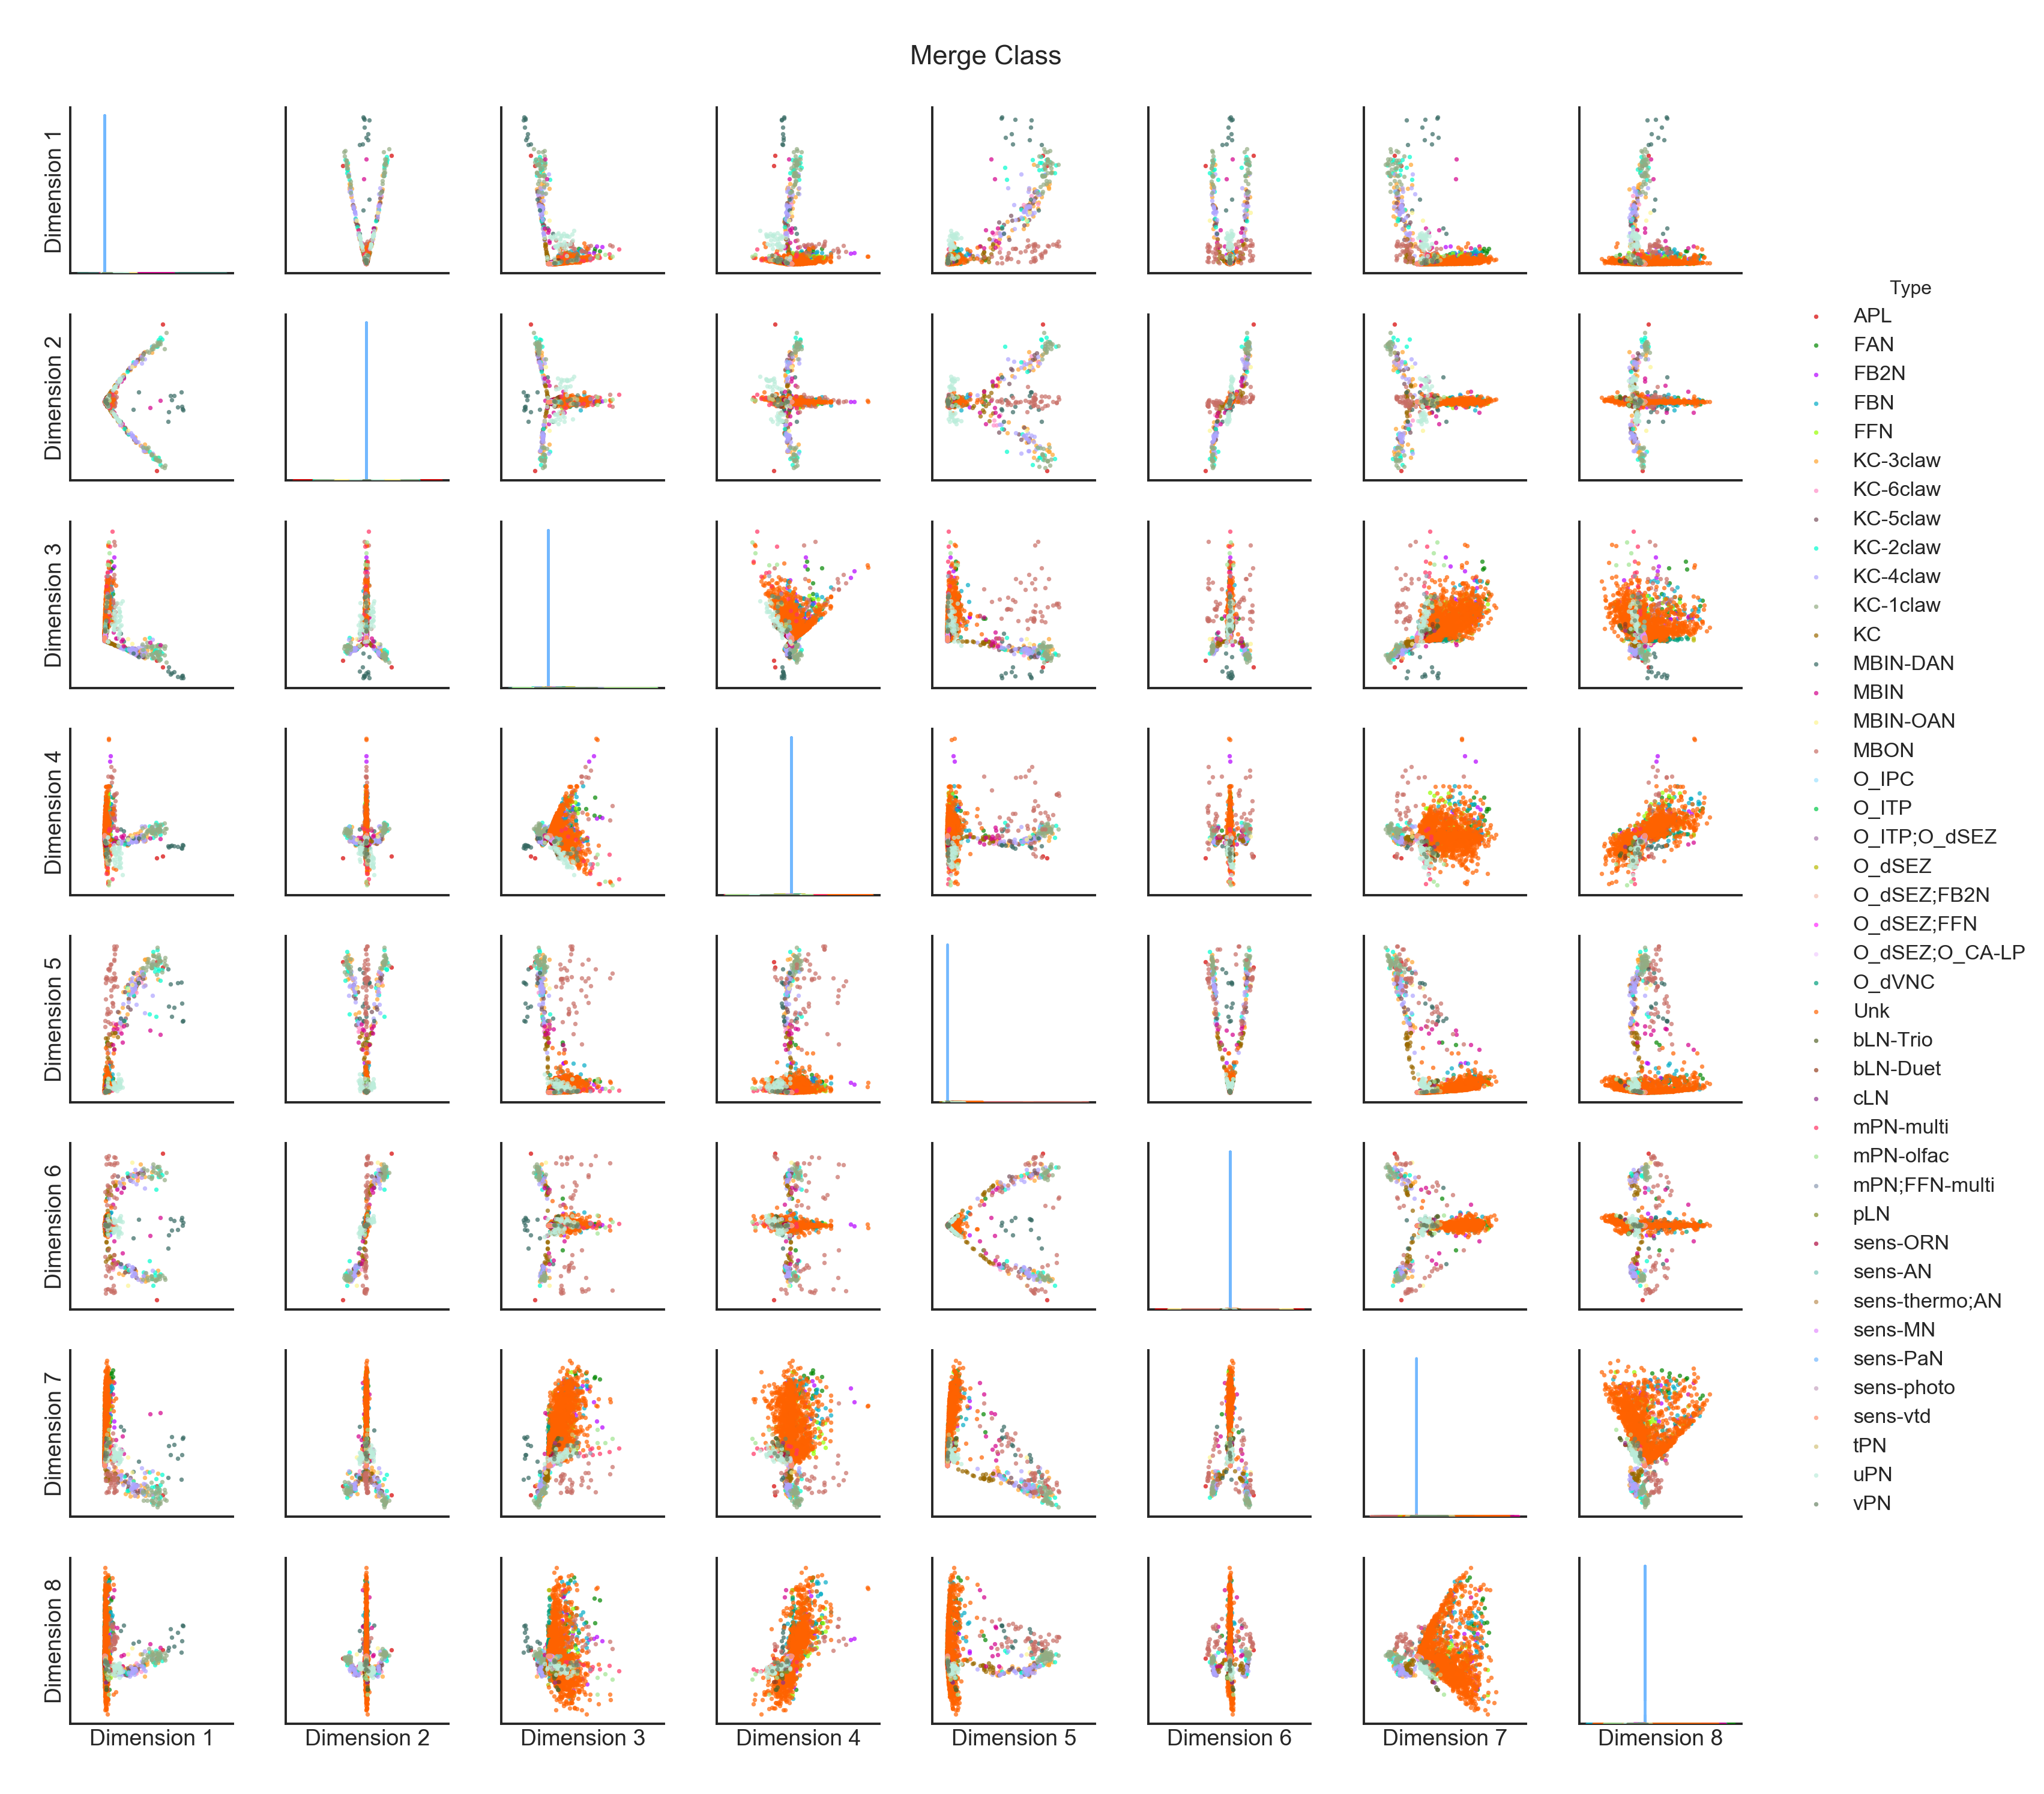 Merge Class
Dimension 1
Dimension 2
Dimension 3
Dimension 4
Dimension 5
Dimension 6
Dimension 7
Dimension 8
Dimension 1
Dimension 2
Dimension 3
Dimension 4
Dimension 5
Dimension 6
Dimension 7
Dimension 8
Type
APL
FAN
FB2N
FBN
FFN
KC-3claw
KC-6claw
KC-5claw
KC-2claw
KC-4claw
KC-1claw
KC
MBIN-DAN
MBIN
MBIN-OAN
MBON
O_IPC
O_ITP
O_ITP;O_dSEZ
O_dSEZ
O_dSEZ;FB2N
O_dSEZ;FFN
O_dSEZ;O_CA-LP
O_dVNC
Unk
bLN-Trio
bLN-Duet
cLN
mPN-multi
mPN-olfac
mPN;FFN-multi
pLN
sens-ORN
sens-AN
sens-thermo;AN
sens-MN
sens-PaN
sens-photo
sens-vtd
tPN
uPN
vPN